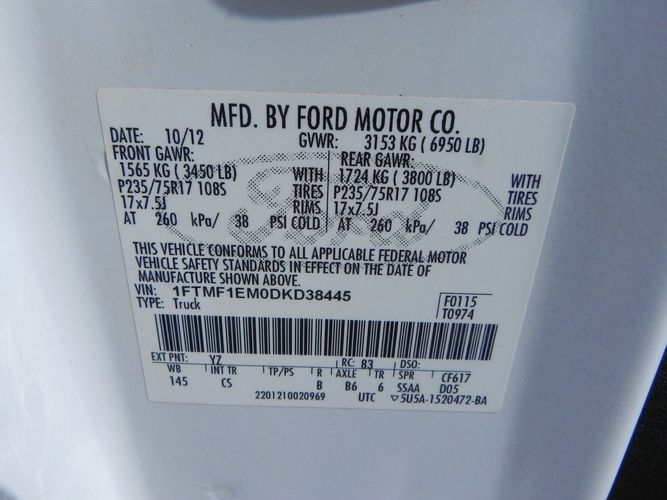 MFD. BY FORD MOTOR CO.
DATE: 10/12 GVWR: 3153 KG ( 6950 LB)
FRONT GAWR: REAR GAWR:
1565 KG ( 3450 LB) WITH 1724 KG ( 3800 LB) WITH
P235/75R17 108S TIRES P235/75R17 108S TIRES
17x7.5J RIMS 17x7.5J RIMS
AT 260 kPa/ 38 PSI COLD AT 260 kPa/ 38 PSI COLD
Ford
THIS VEHICLE CONFORMS TO ALL APPLICABLE FEDERAL MOTOR
VEHICLE SAFETY STANDARDS IN EFFECT ON THE DATE OF
MANUFACTURE SHOWN ABOVE.
VIN: 1FTMF1EM0DKD38445 F0115
TYPE: Truck T0974
EXT PNT: YZ RC: 83 DSO:
WB INT TR TP/PS R AXLE TR SPR CF617
145 CS B B6 6 SSAA D05
2201210020969 UTC ▽5U5A-1520472-BA